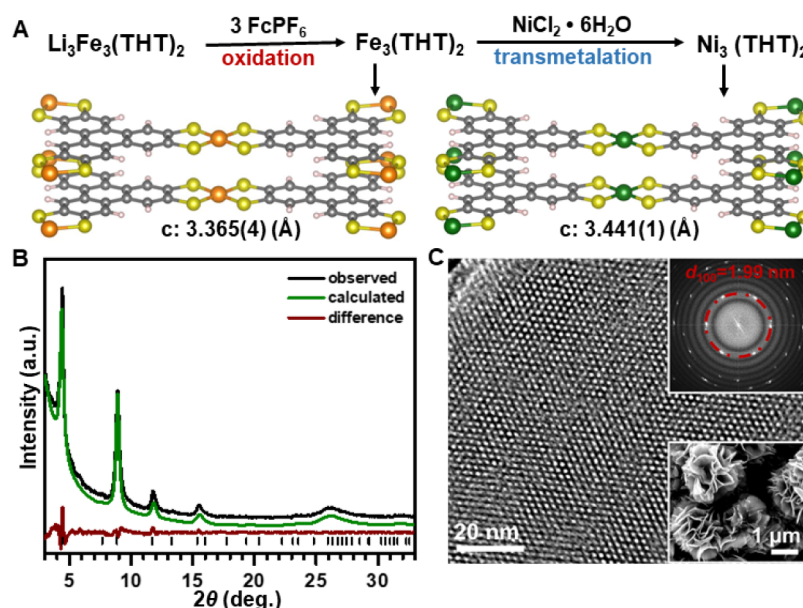 A
Li₃Fe₃(THT)₂
3 FcPF₆
oxidation
Fe₃(THT)₂
NiCl₂ • 6H₂O
transmetalation
Ni₃ (THT)₂
c: 3.365(4) (Å)
c: 3.441(1) (Å)
B
observed
calculated
difference
Intensity (a.u.)
5 10 15 20 25 30
2θ (deg.)
C
d₁₀₀=1.99 nm
20 nm
1 μm